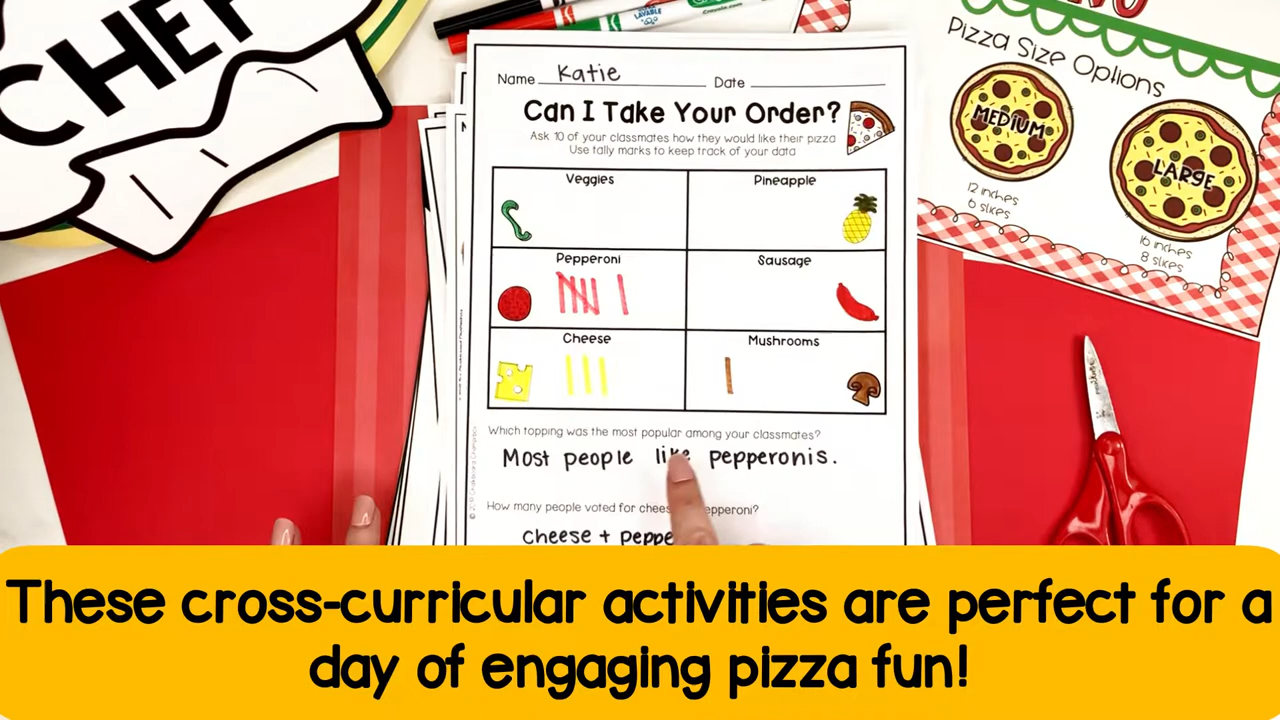 CHEF
Name Katie Date
Can I Take Your Order?
Ask 10 of your classmates how they would like their pizza
Use tally marks to keep track of your data
Veggies
Pineapple
Pepperoni
Sausage
Cheese
Mushrooms
Which topping was the most popular among your classmates?
Most people like pepperonis.
How many people voted for chees pepperoni?
cheese + peppe
Pizza Size Options
MEDIUM
12 inches
6 slices
LARGE
16 inches
8 slices
Crayola
These cross-curricular activities are perfect for a
day of engaging pizza fun!